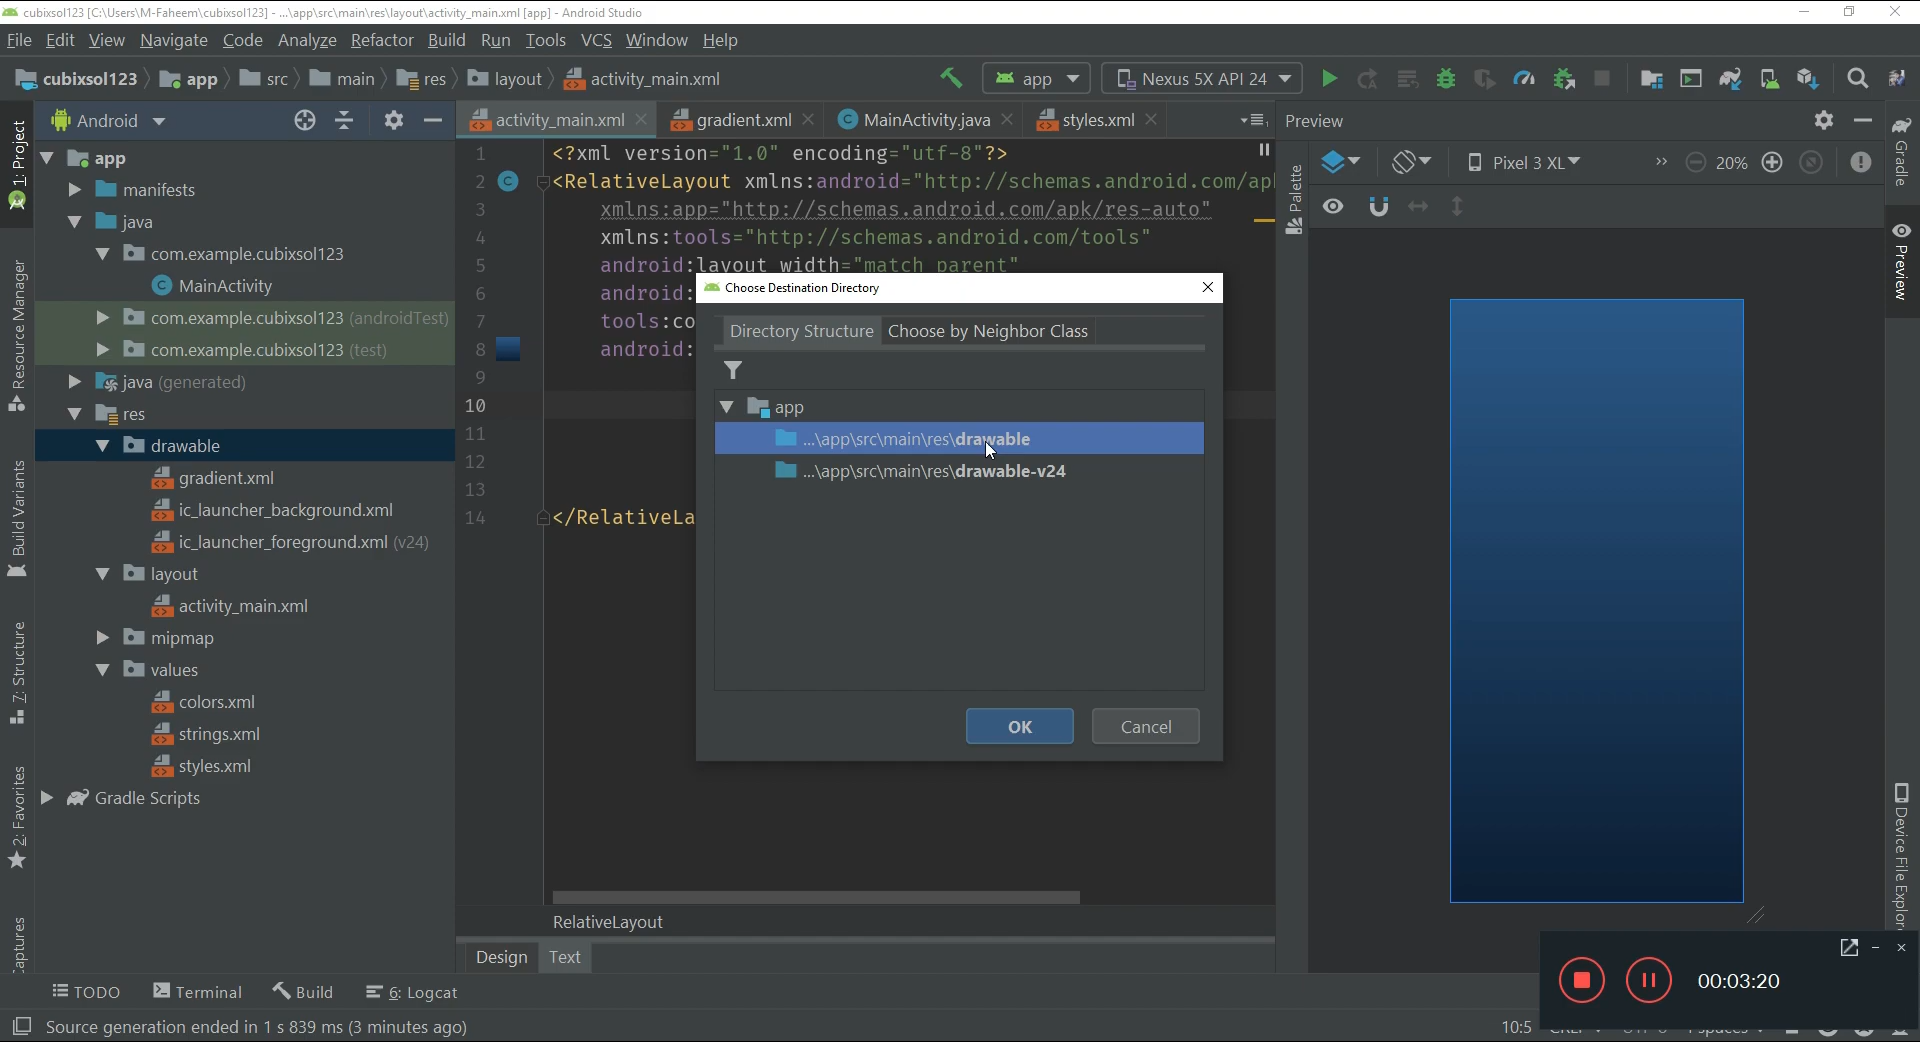 cubixsol123 [C:\Users\M-Faheem\cubixsol123] - ...\app\src\main\res\layout\activity_main.xml [app] - Android Studio
File Edit View Navigate Code Analyze Refactor Build Run Tools VCS Window Help
cubixsol123 app src main res layout activity_main.xml app Nexus 5X API 24
Android
activity_main.xml gradient.xml MainActivity.java styles.xml
Preview
1: Project
Resource Manager
Build Variants
Z: Structure
2: Favorites
app
manifests
java
com.example.cubixsol123
MainActivity
com.example.cubixsol123 (androidTest)
com.example.cubixsol123 (test)
java (generated)
res
drawable
gradient.xml
ic_launcher_background.xml
ic_launcher_foreground.xml (v24)
layout
activity_main.xml
mipmap
values
colors.xml
strings.xml
styles.xml
Gradle Scripts
1 <?xml version="1.0" encoding="utf-8"?>
2 <RelativeLayout xmlns:android="http://schemas.android.com/ap
3 xmlns:app="http://schemas.android.com/apk/res-auto"
4 xmlns:tools="http://schemas.android.com/tools"
5 android:layout_width="match_parent"
6 android:
7 tools:co
8 android:
9
10
11
12
13
14 </RelativeLa
Choose Destination Directory
Directory Structure Choose by Neighbor Class
app
...\app\src\main\res\drawable
...\app\src\main\res\drawable-v24
OK Cancel
RelativeLayout
Design Text
Palette
Pixel 3 XL 20%
Gradle
Preview
Device File Explor
00:03:20
TODO Terminal Build 6: Logcat
Source generation ended in 1 s 839 ms (3 minutes ago)
10:5